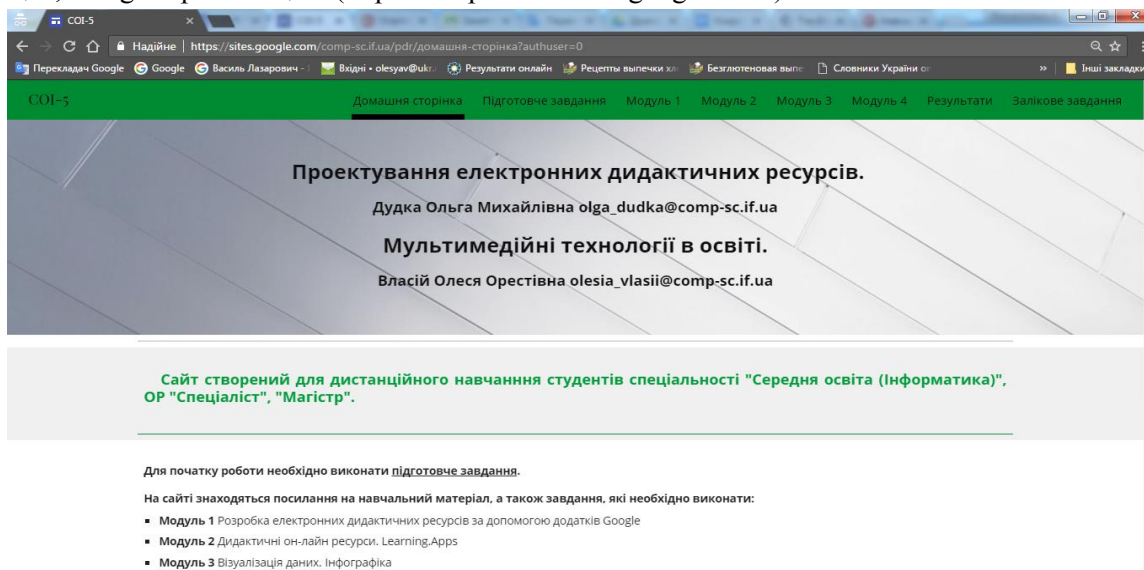 СОІ-5
Надійне | https://sites.google.com/comp-sc.if.ua/pdr/домашня-сторінка?authuser=0
Перекладач Google Google Василь Лазарович - Вхідні • olesyav@ukr. Результати онлайн Рецепты выпечки хл Безглютеновая выпе Словники України on » Інші закладки
СОІ-5 Домашня сторінка Підготовче завдання Модуль 1 Модуль 2 Модуль 3 Модуль 4 Результати Залікове завдання
Проектування електронних дидактичних ресурсів.
Дудка Ольга Михайлівна olga_dudka@comp-sc.if.ua
Мультимедійні технології в освіті.
Власій Олеся Орестівна olesia_vlasii@comp-sc.if.ua
Сайт створений для дистанційного навчанння студентів спеціальності "Середня освіта (Інформатика)",
ОР "Спеціаліст", "Магістр".
Для початку роботи необхідно виконати підготовче завдання.
На сайті знаходяться посилання на навчальний матеріал, а також завдання, які необхідно виконати:
▪ Модуль 1 Розробка електронних дидактичних ресурсів за допомогою додатків Google
▪ Модуль 2 Дидактичні он-лайн ресурси. Learning.Apps
▪ Модуль 3 Візуалізація даних. Інфографіка